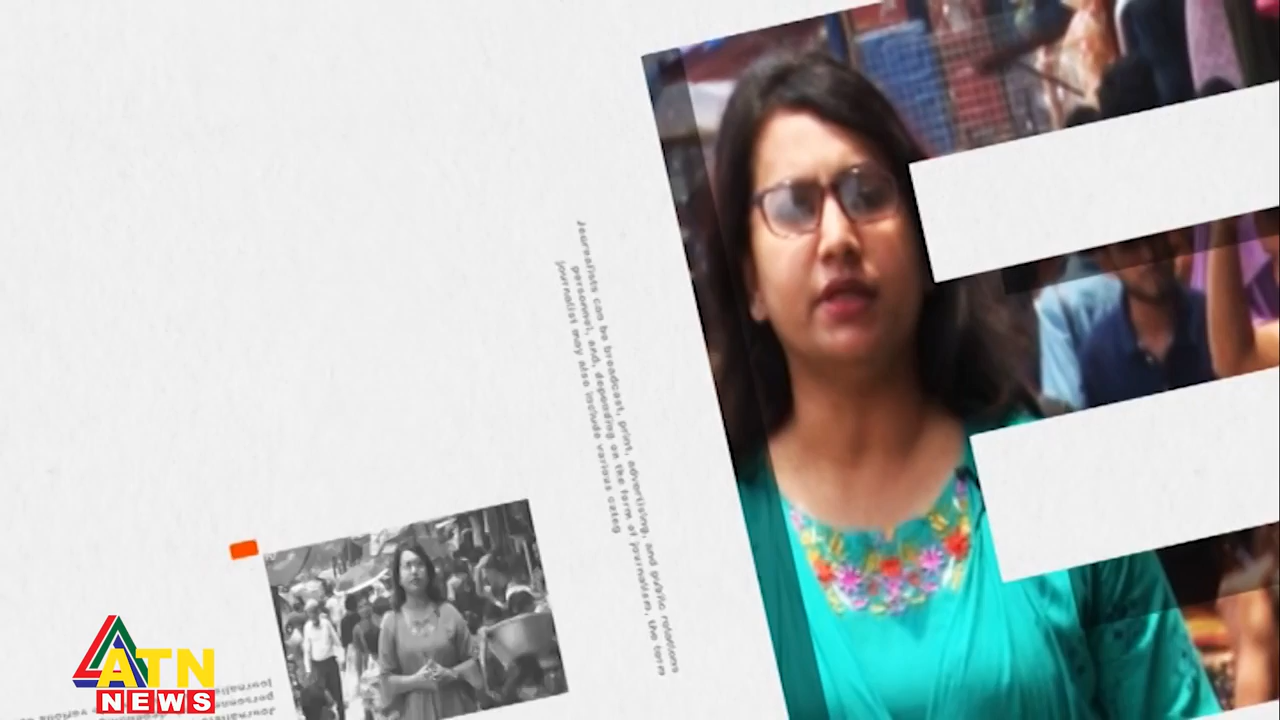 Journalists can be broadcast, print, advertising, and public relations
personnel, and, depending on the form of journalism, the term
journalist may also include various categ
ATN
NEWS